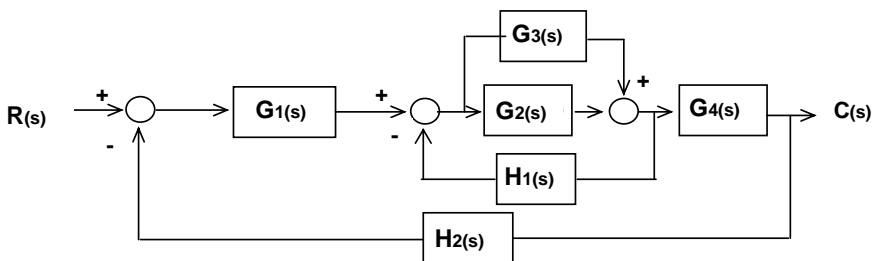 G3(s)
+
+
+
R(s)
G1(s)
G2(s)
G4(s)
C(s)
-
-
H1(s)
H2(s)